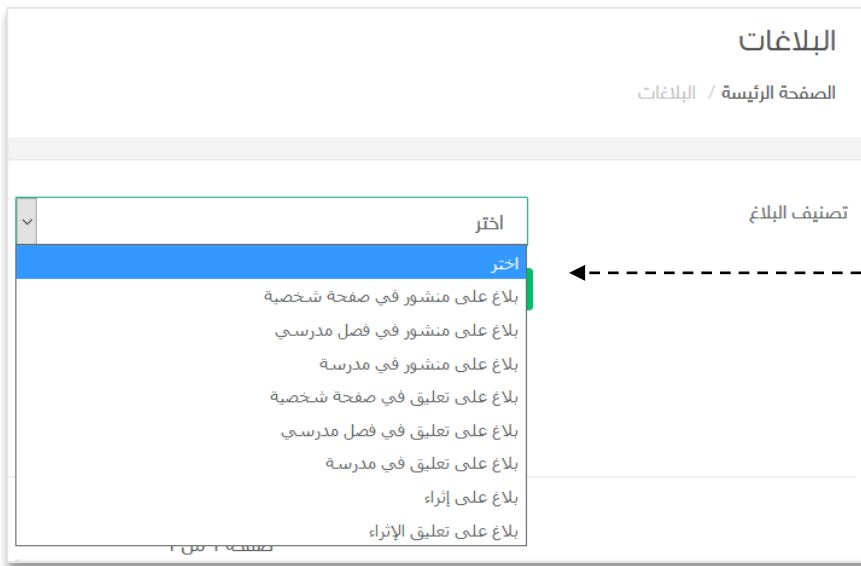 البلاغات
الصفحة الرئيسة / البلاغات
تصنيف البلاغ
اختر
اختر
بلاغ على منشور في صفحة شخصية
بلاغ على منشور في فصل مدرسي
بلاغ على منشور في مدرسة
بلاغ على تعليق في صفحة شخصية
بلاغ على تعليق في فصل مدرسي
بلاغ على تعليق في مدرسة
بلاغ على إثراء
بلاغ على تعليق الإثراء